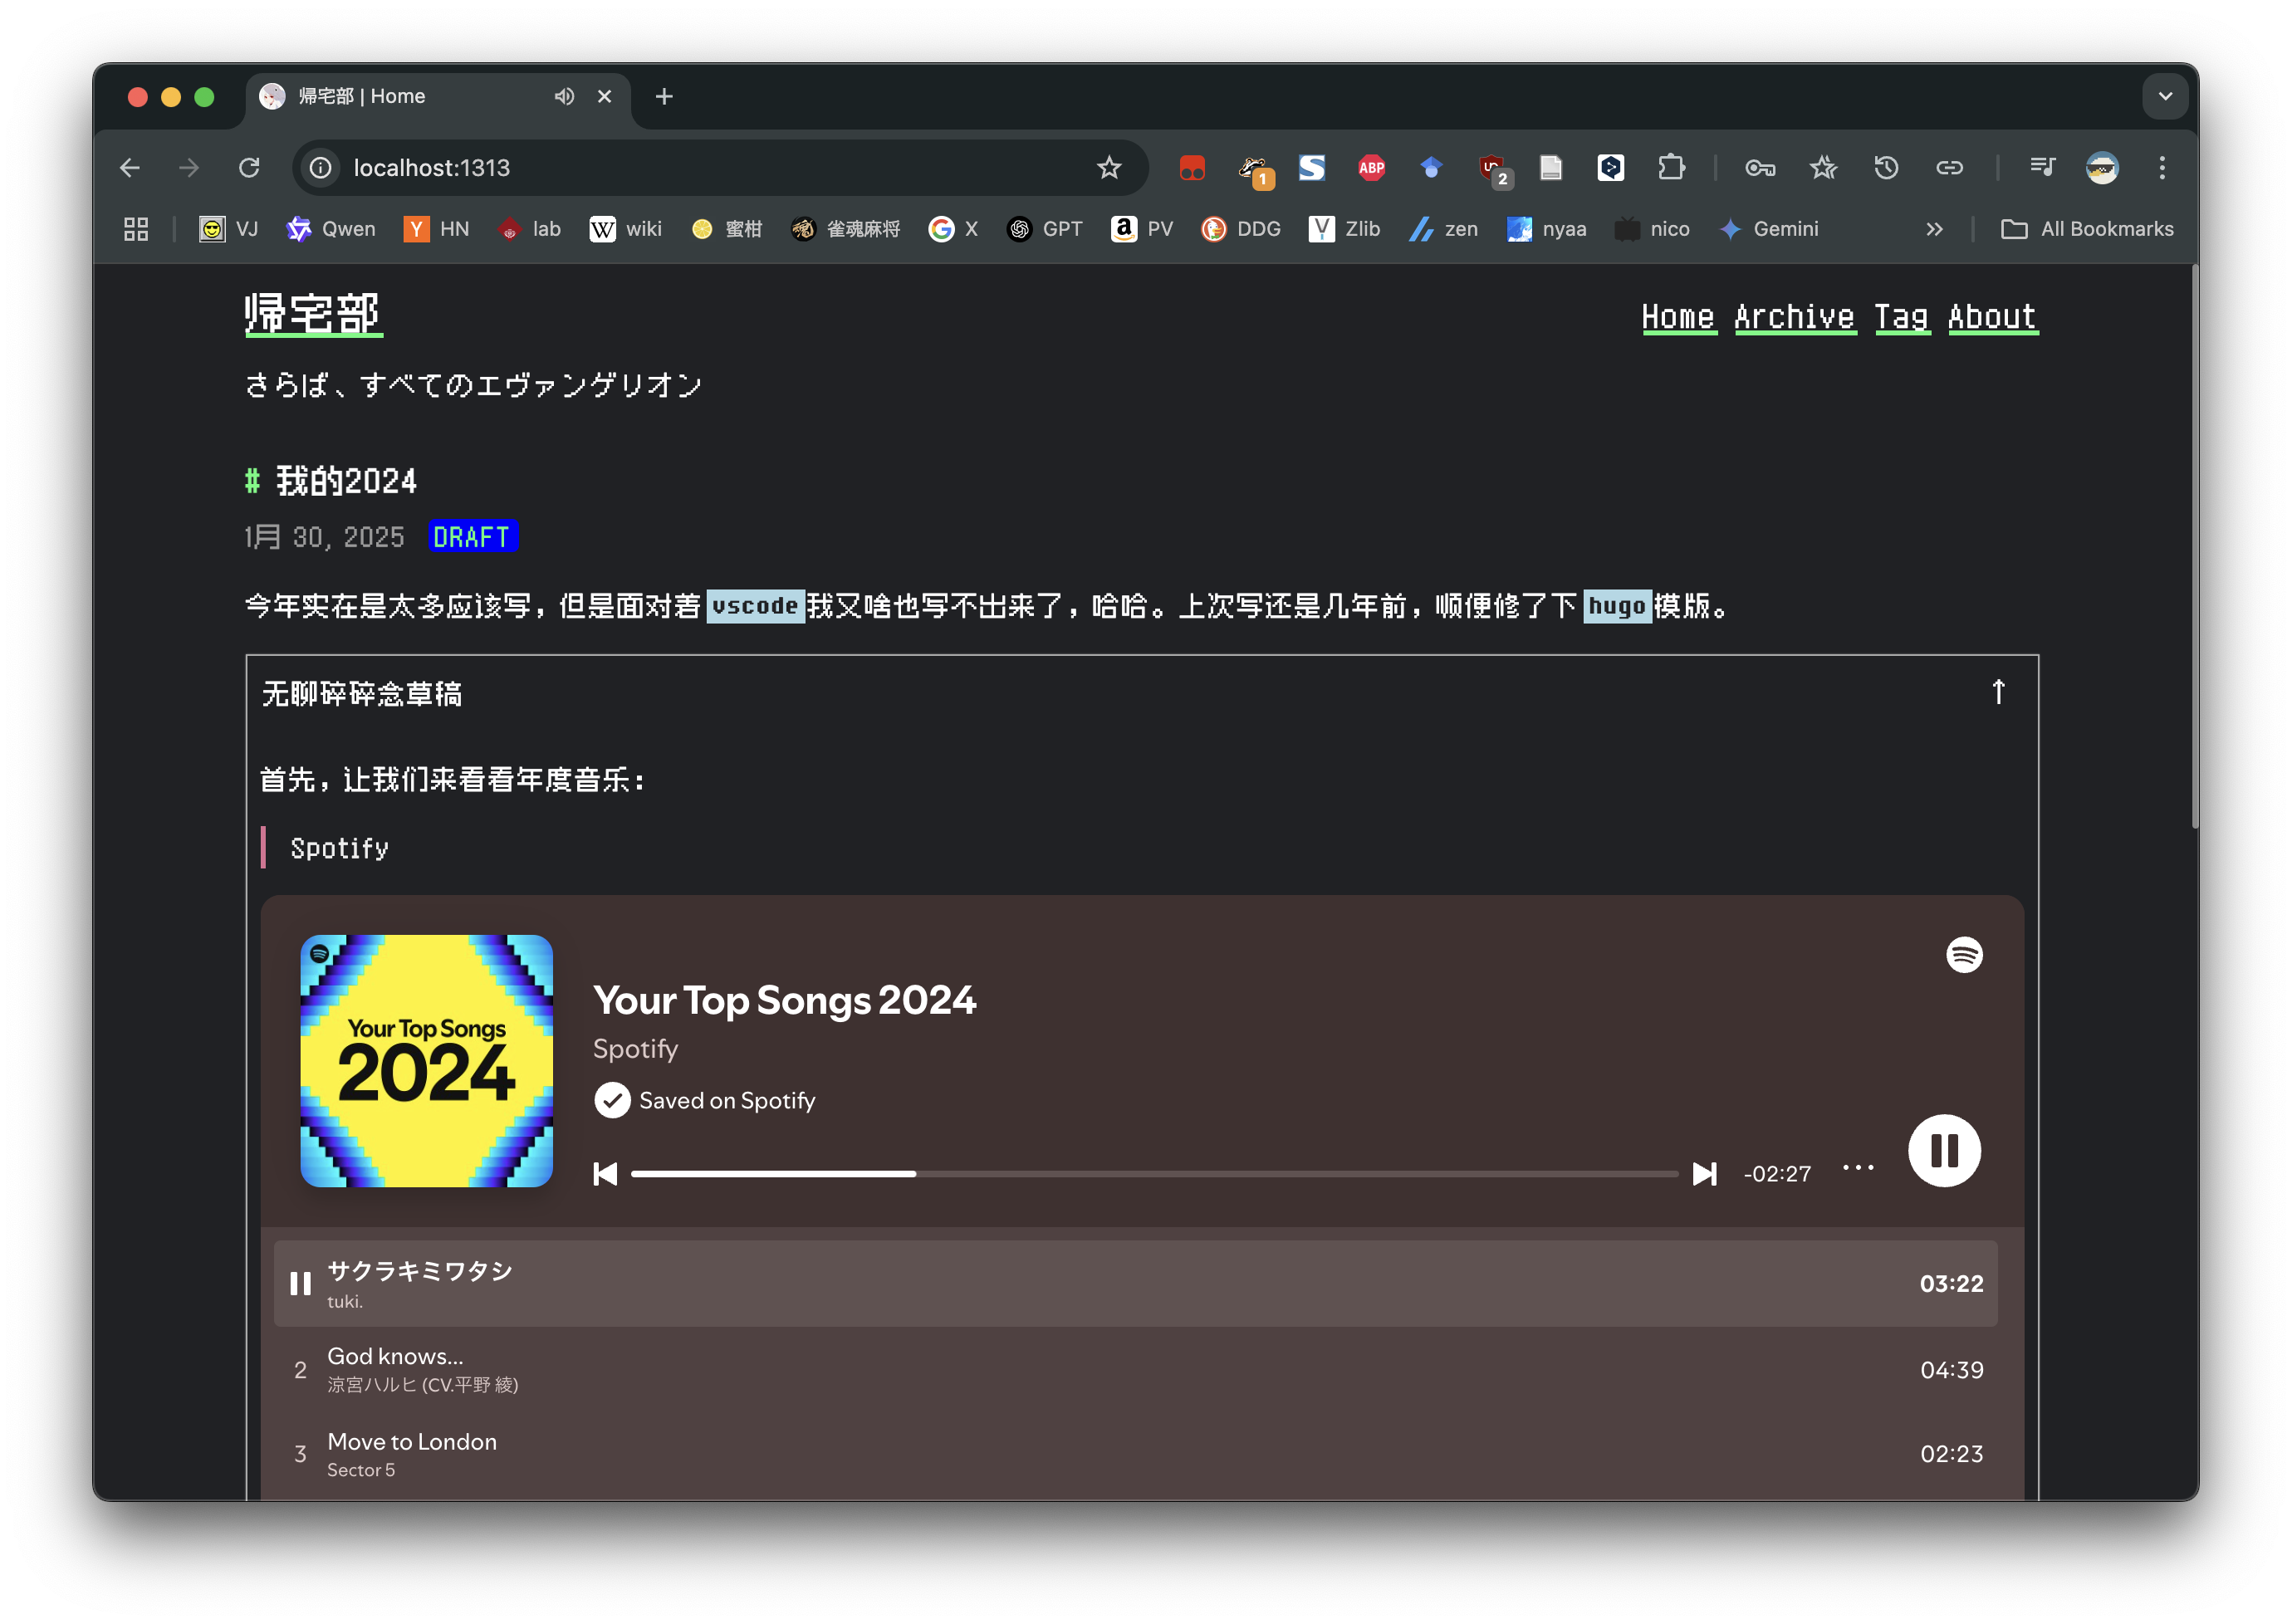 帰宅部 | Home
localhost:1313
1
ABP
2
VJ
Qwen
HN
lab
wiki
蜜柑
雀魂麻将
X
GPT
PV
DDG
Zlib
zen
nyaa
nico
Gemini
All Bookmarks
帰宅部
Home Archive Tag About
さらば、すべてのエヴァンゲリオン
# 我的2024
1月 30, 2025 DRAFT
今年实在是太多应该写，但是面对着 vscode 我又啥也写不出来了，哈哈。上次写还是几年前，顺便修了下 hugo 模版。
无聊碎碎念草稿 ↑
首先，让我们来看看年度音乐：
Spotify
Your Top Songs
2024
Your Top Songs 2024
Spotify
Saved on Spotify
-02:27
サクラキミワタシ
tuki.
03:22
2
God knows...
涼宮ハルヒ (CV.平野 綾)
04:39
3
Move to London
Sector 5
02:23